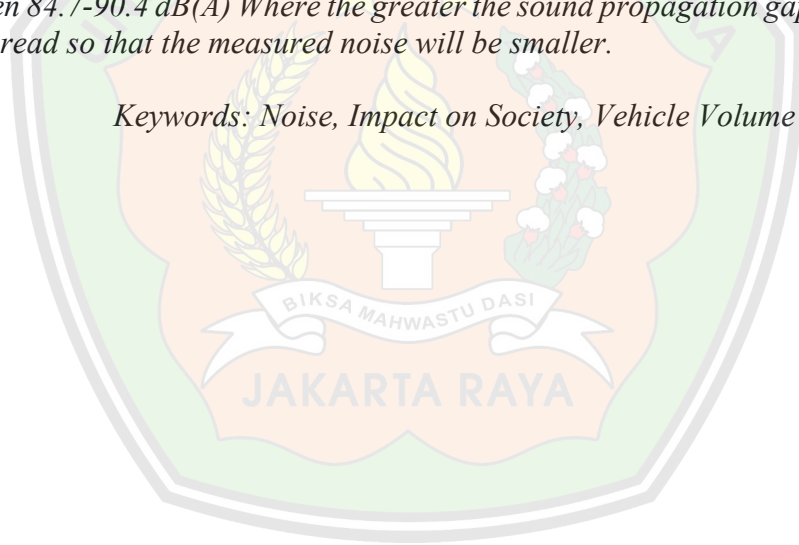 en 84.7-90.4 dB(A) Where the greater the sound propagation gap
read so that the measured noise will be smaller.
Keywords: Noise, Impact on Society, Vehicle Volume
BIKSA MAHWASTU DASI
JAKARTA RAYA